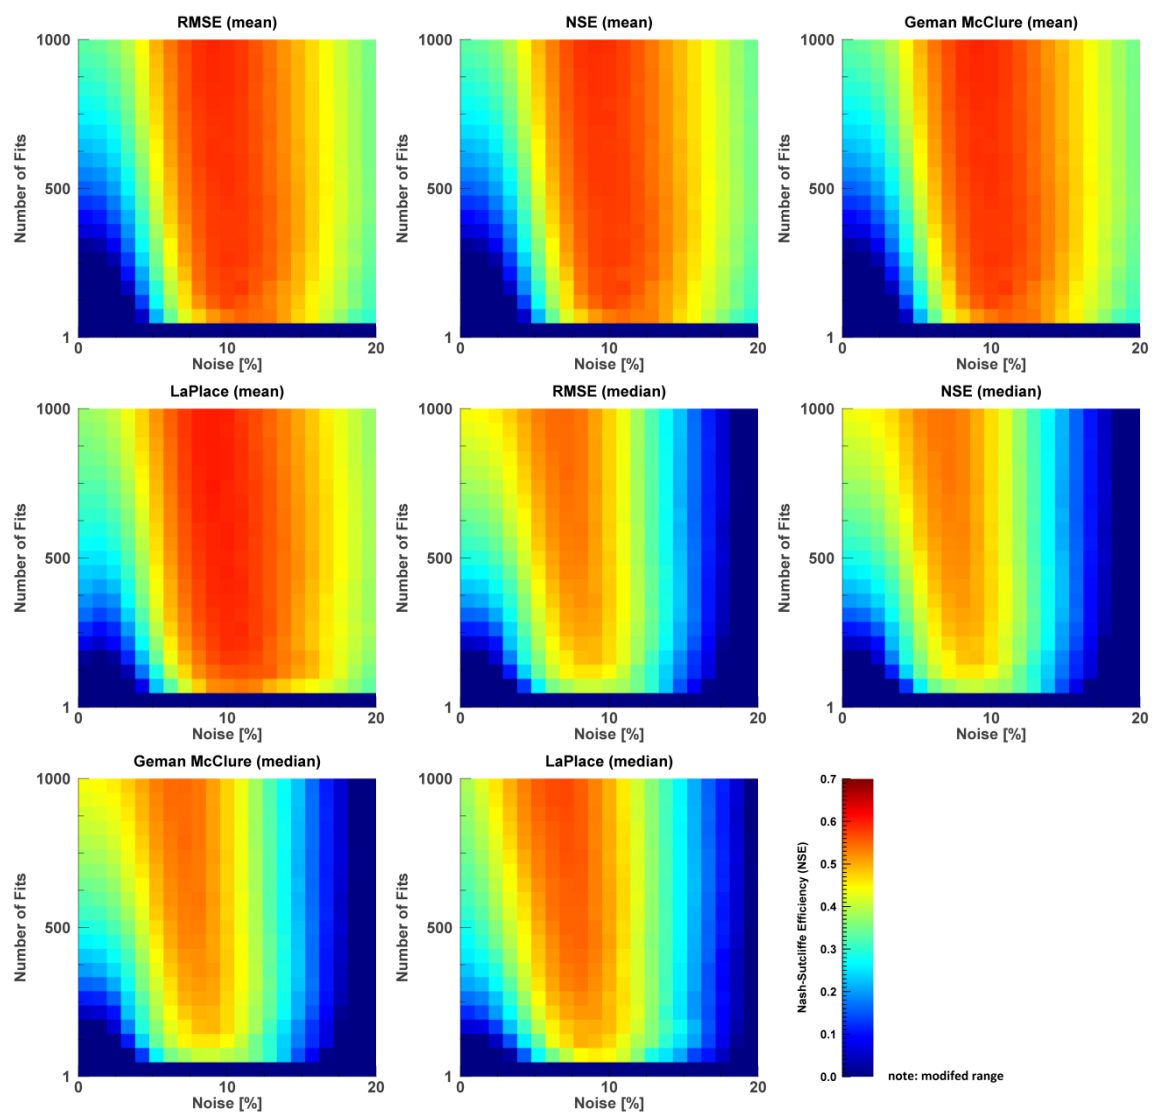 RMSE (mean)
NSE (mean)
Geman McClure (mean)
1000
500
1
Number of Fits
0
10
20
Noise [%]
1000
500
1
Number of Fits
0
10
20
Noise [%]
1000
500
1
Number of Fits
0
10
20
Noise [%]
LaPlace (mean)
RMSE (median)
NSE (median)
1000
500
1
Number of Fits
0
10
20
Noise [%]
1000
500
1
Number of Fits
0
10
20
Noise [%]
1000
500
1
Number of Fits
0
10
20
Noise [%]
Geman McClure (median)
LaPlace (median)
1000
500
1
Number of Fits
0
10
20
Noise [%]
1000
500
1
Number of Fits
0
10
20
Noise [%]
Nash-Sutcliffe Efficiency (NSE)
0.7
0.6
0.5
0.4
0.3
0.2
0.1
0.0
note: modifed range